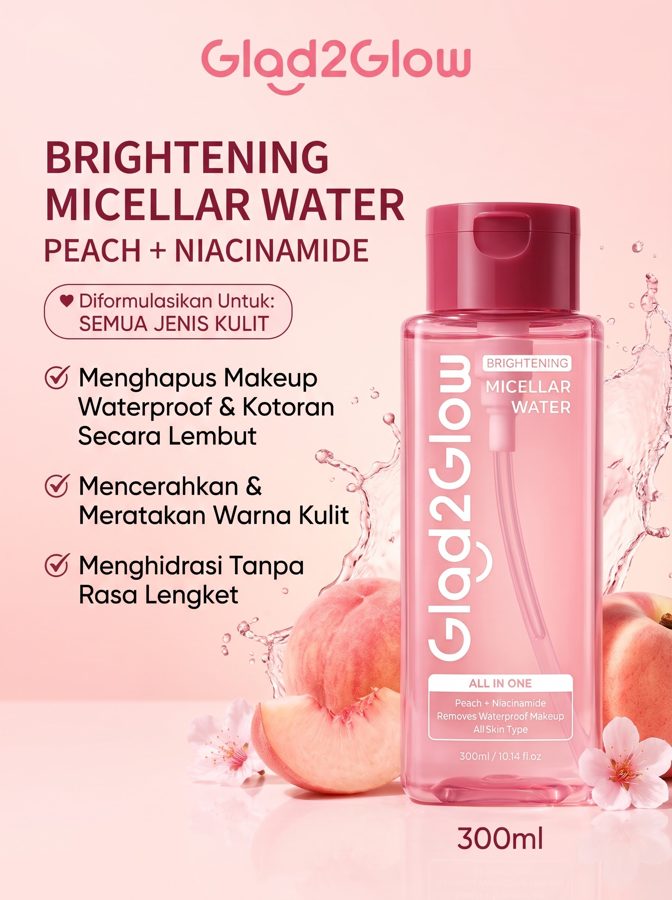 Glad2Glow
BRIGHTENING
MICELLAR WATER
PEACH + NIACINAMIDE
Diformulasikan Untuk:
SEMUA JENIS KULIT
Menghapus Makeup
Waterproof & Kotoran
Secara Lembut
Mencerahkan &
Meratakan Warna Kulit
Menghidrasi Tanpa
Rasa Lengket
Glad2Glow
BRIGHTENING
MICELLAR
WATER
ALL IN ONE
Peach + Niacinamide
Removes Waterproof Makeup
All Skin Type
300ml / 10.14 fl.oz
300ml